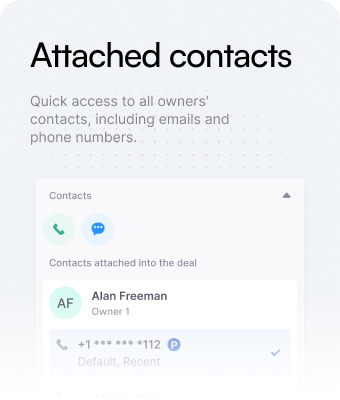 Attached contacts
Quick access to all owners'
contacts, including emails and
phone numbers.
Contacts
Contacts attached into the deal
AF
Alan Freeman
Owner 1
+1 *** *** *112 P
Default, Recent